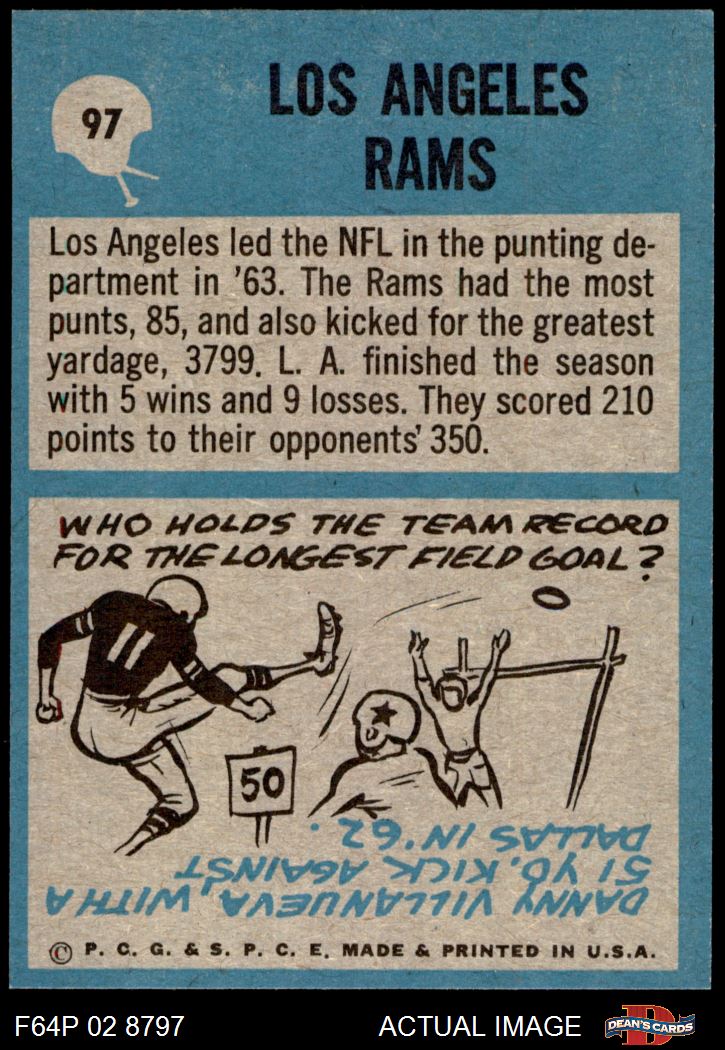 97
LOS ANGELES
RAMS
Los Angeles led the NFL in the punting de-
partment in '63. The Rams had the most
punts, 85, and also kicked for the greatest
yardage, 3799. L. A. finished the season
with 5 wins and 9 losses. They scored 210
points to their opponents' 350.
WHO HOLDS THE TEAM RECORD
FOR THE LONGEST FIELD GOAL?
11
50
DANNY VILLANUEVA, WITH A
51 YD. KICK AGAINST
DALLAS IN '62.
© P. C. G. & S. P. C. E. MADE & PRINTED IN U.S.A.
F64P 02 8797
ACTUAL IMAGE
D
DEAN'S CARDS